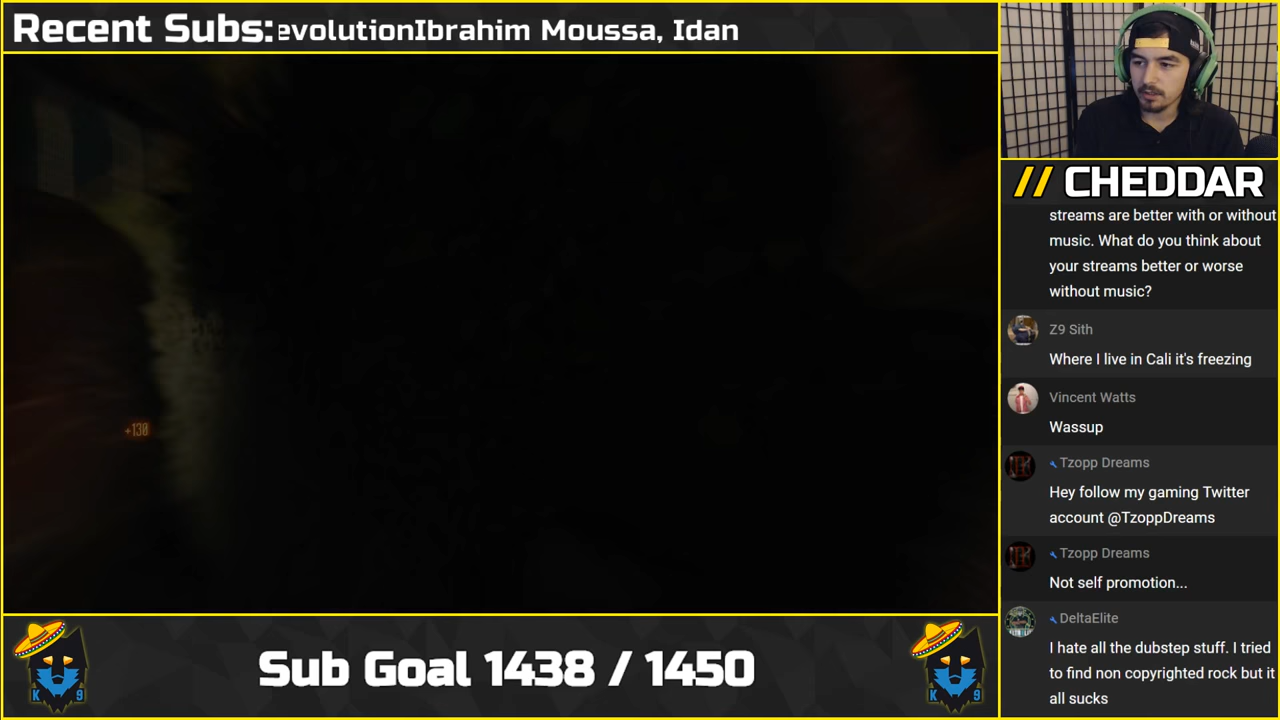 Recent Subs:
evolutionIbrahim Moussa, Idan
+130
// CHEDDAR
streams are better with or without
music. What do you think about
your streams better or worse
without music?
Z9 Sith
Where I live in Cali it's freezing
Vincent Watts
Wassup
Tzopp Dreams
Hey follow my gaming Twitter
account @TzoppDreams
Tzopp Dreams
Not self promotion...
DeltaElite
I hate all the dubstep stuff. I tried
to find non copyrighted rock but it
all sucks
K 9
Sub Goal 1438 / 1450
K 9